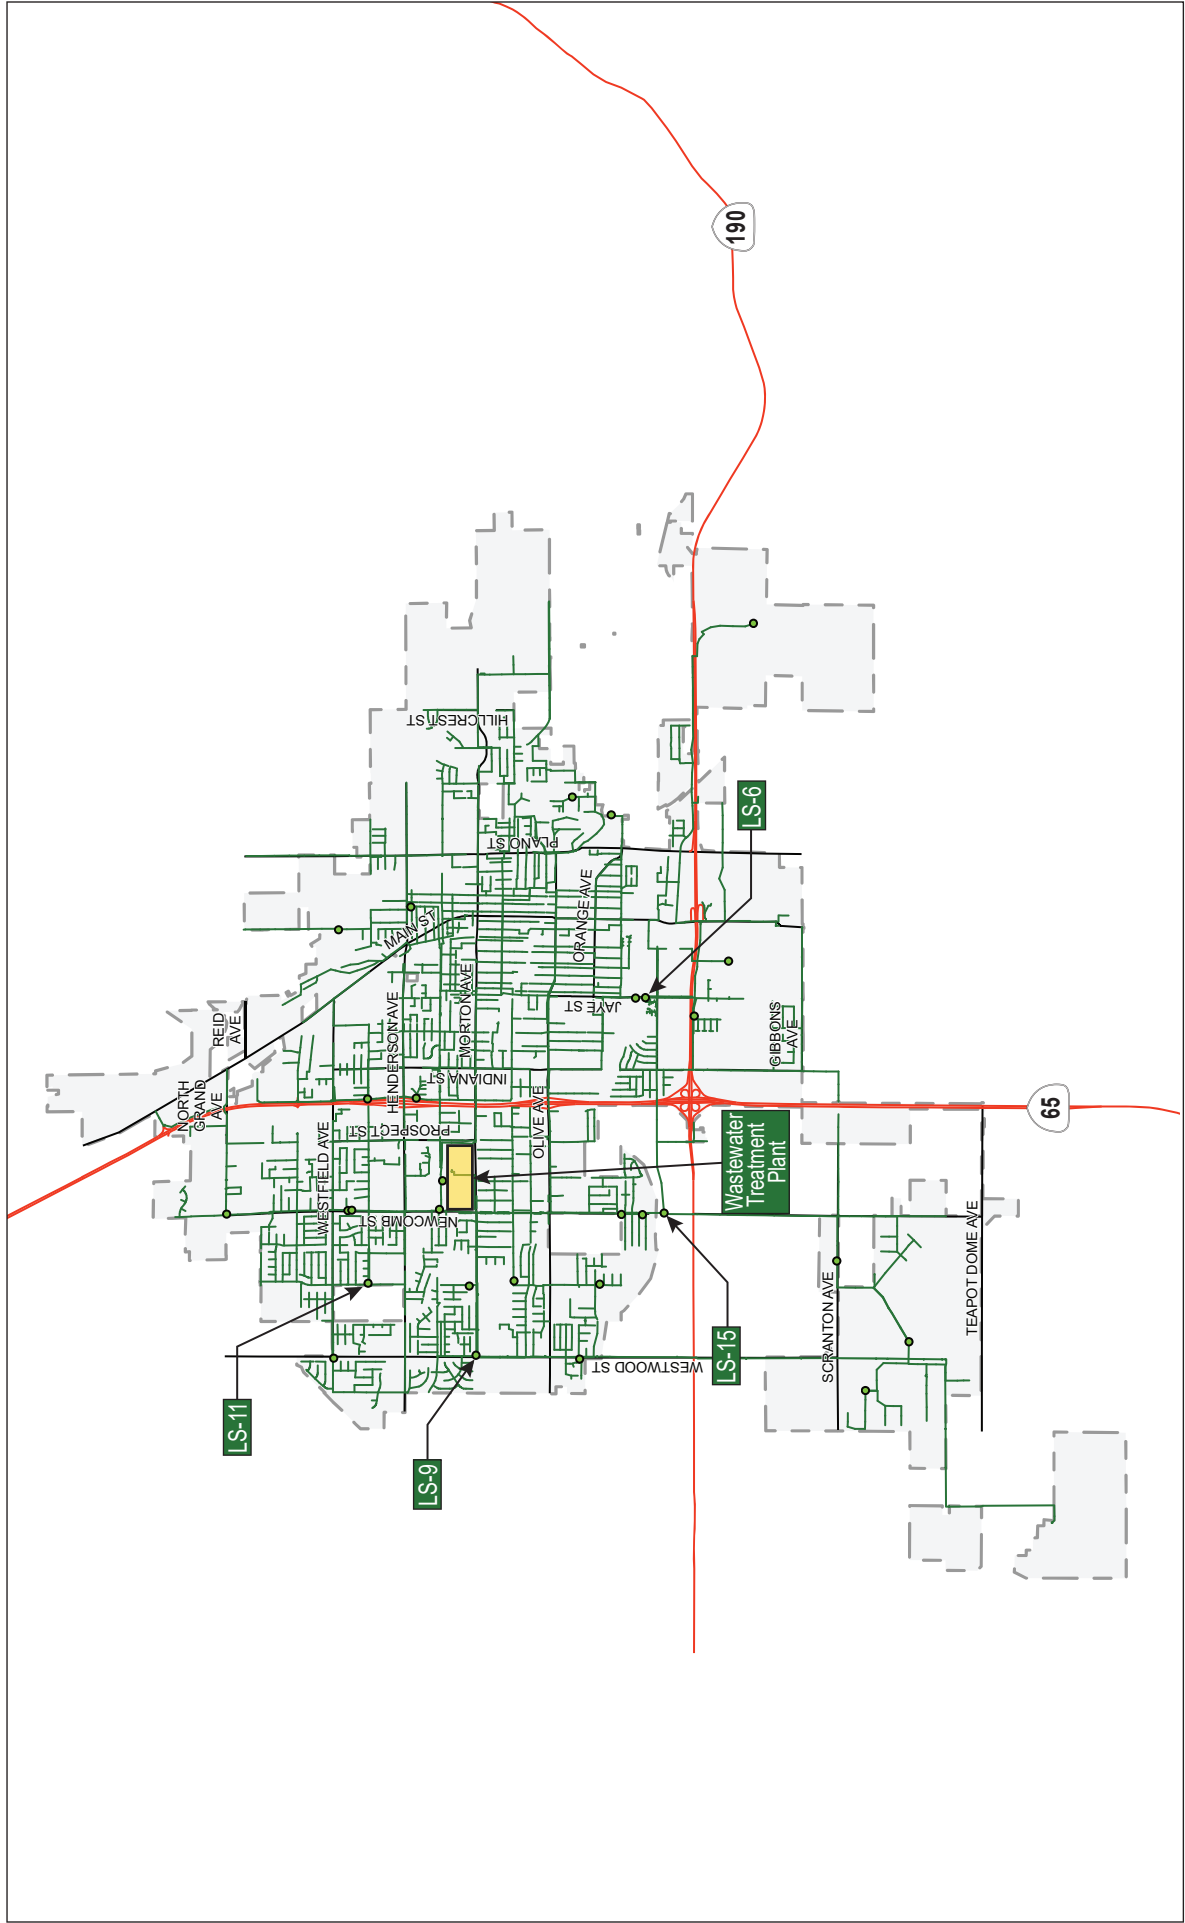 190
LS-6
HILLCREST ST
PLANO ST
ORANGE AVE
MAIN ST
JAYE ST
REID
AVE
HENDERSON AVE
MORTON AVE
GIBBONS
AVE
INDIANA ST
NORTH
GRAND
AVE
OLIVE AVE
65
PROSPECT ST
WESTFIELD AVE
Wastewater
Treatment
Plant
NEWCOMB ST
TEAPOT DOME AVE
SCRANTON AVE
WESTWOOD ST
LS-15
LS-11
LS-9